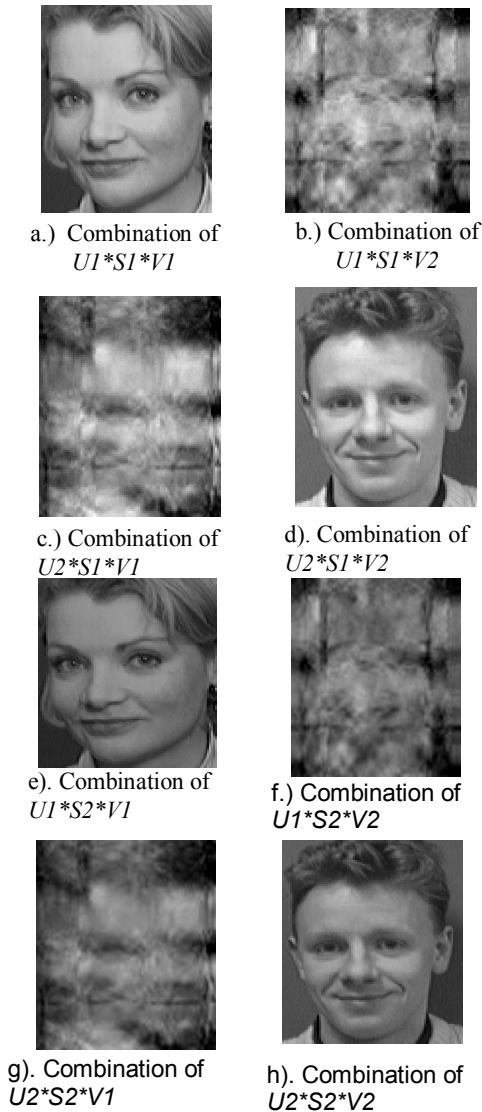 a.) Combination of
U1*S1*V1
b.) Combination of
U1*S1*V2
c.) Combination of
U2*S1*V1
d). Combination of
U2*S1*V2
e). Combination of
U1*S2*V1
f.) Combination of
U1*S2*V2
g). Combination of
U2*S2*V1
h). Combination of
U2*S2*V2